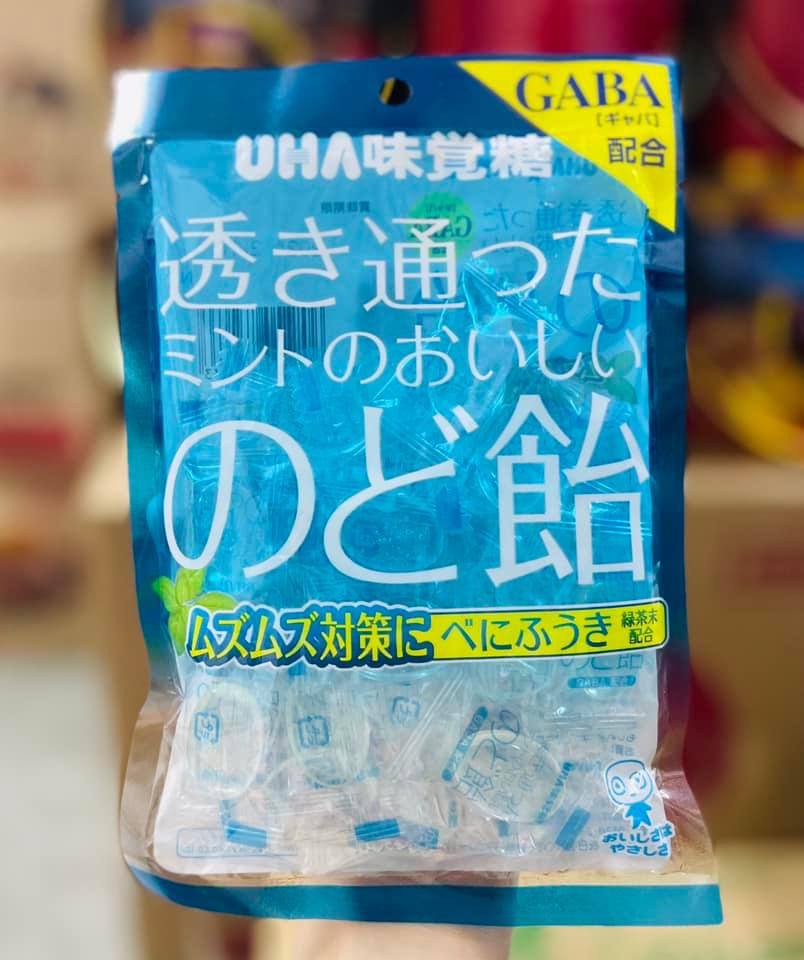 GABA
[ギャバ]
配合
UHA味覚糖
透き通った
ミントのおいしい
のど飴
ムズムズ対策に べにふうき 緑茶末
配合
おいしさは
やさしさ